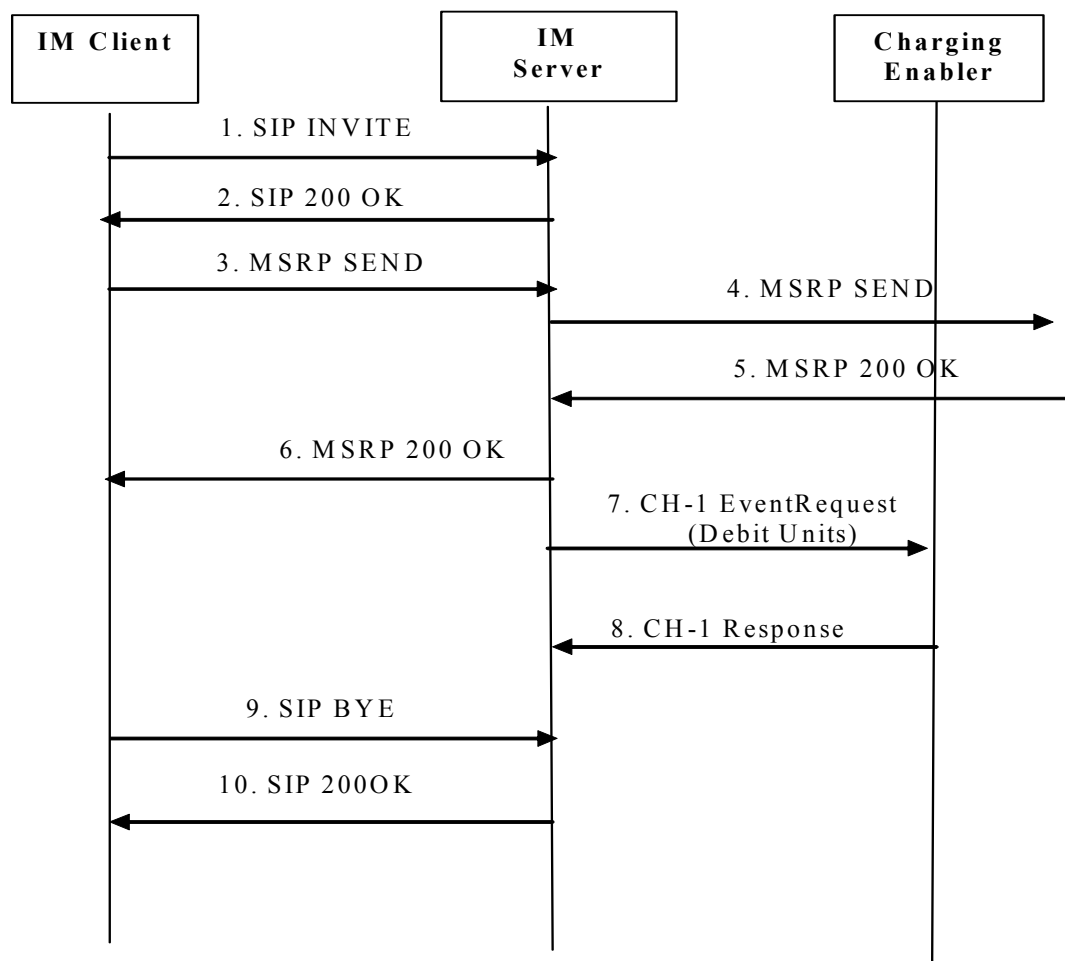 IM Client
IM
Server
Charging
Enabler
1. SIP INVITE
2. SIP 200 OK
3. MSRP SEND
4. MSRP SEND
5. MSRP 200 OK
6. MSRP 200 OK
7. CH-1 EventRequest
(Debit Units)
8. CH-1 Response
9. SIP BYE
10. SIP 200OK